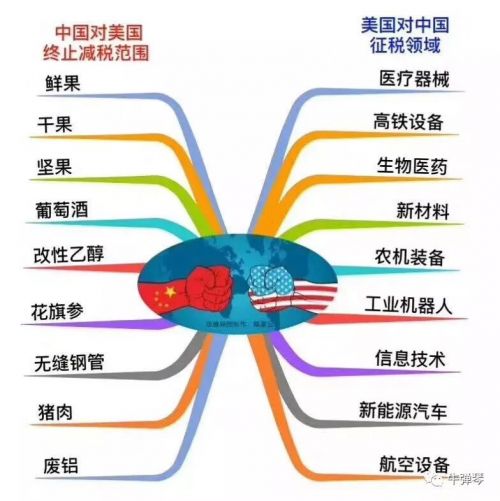 中国对美国
终止减税范围
鲜果
干果
坚果
葡萄酒
改性乙醇
花旗参
无缝钢管
猪肉
废铝
美国对中国
征税领域
医疗器械
高铁设备
生物医药
新材料
农机装备
工业机器人
信息技术
新能源汽车
航空设备
牛弹琴